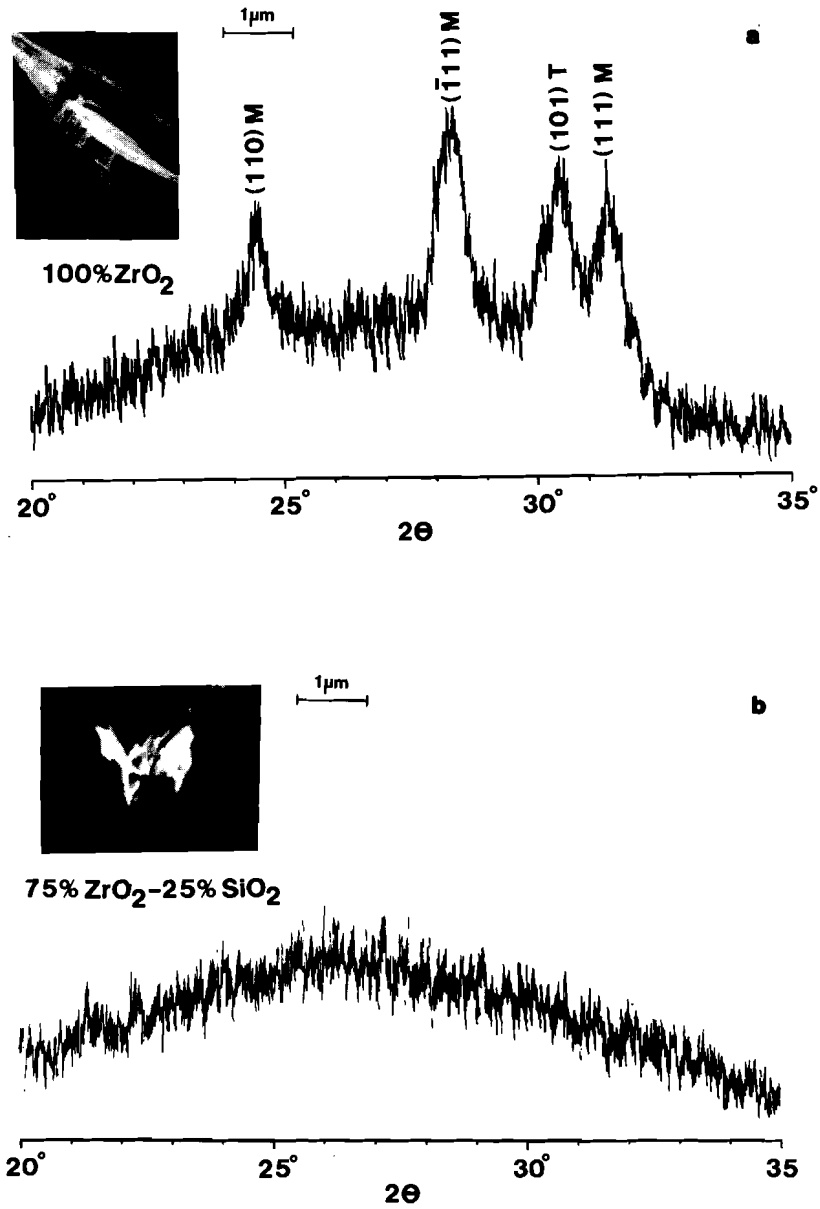 1μm
a
(110) M
(1̄11) M
(101) T
(111) M
100%ZrO₂
20° 25° 30° 35°
2Θ
1μm
b
75% ZrO₂-25% SiO₂
20° 25° 30° 35
2Θ